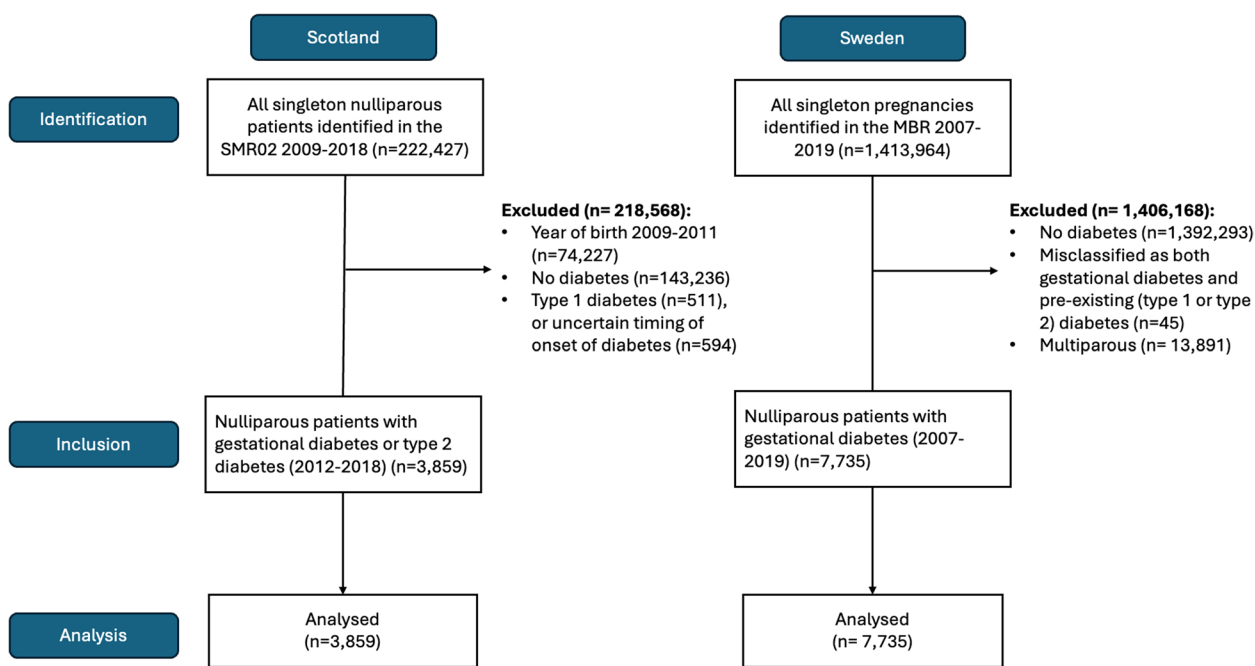 Scotland
Sweden
Identification
All singleton nulliparous
patients identified in the
SMR02 2009-2018 (n=222,427)
All singleton pregnancies
identified in the MBR 2007-
2019 (n=1,413,964)
Excluded (n= 218,568):
• Year of birth 2009-2011
(n=74,227)
• No diabetes (n=143,236)
• Type 1 diabetes (n=511),
or uncertain timing of
onset of diabetes (n=594)
Excluded (n= 1,406,168):
• No diabetes (n=1,392,293)
• Misclassified as both
gestational diabetes and
pre-existing (type 1 or type
2) diabetes (n=45)
• Multiparous (n= 13,891)
Inclusion
Nulliparous patients with
gestational diabetes or type 2
diabetes (2012-2018) (n=3,859)
Nulliparous patients with
gestational diabetes (2007-
2019) (n=7,735)
Analysis
Analysed
(n=3,859)
Analysed
(n= 7,735)